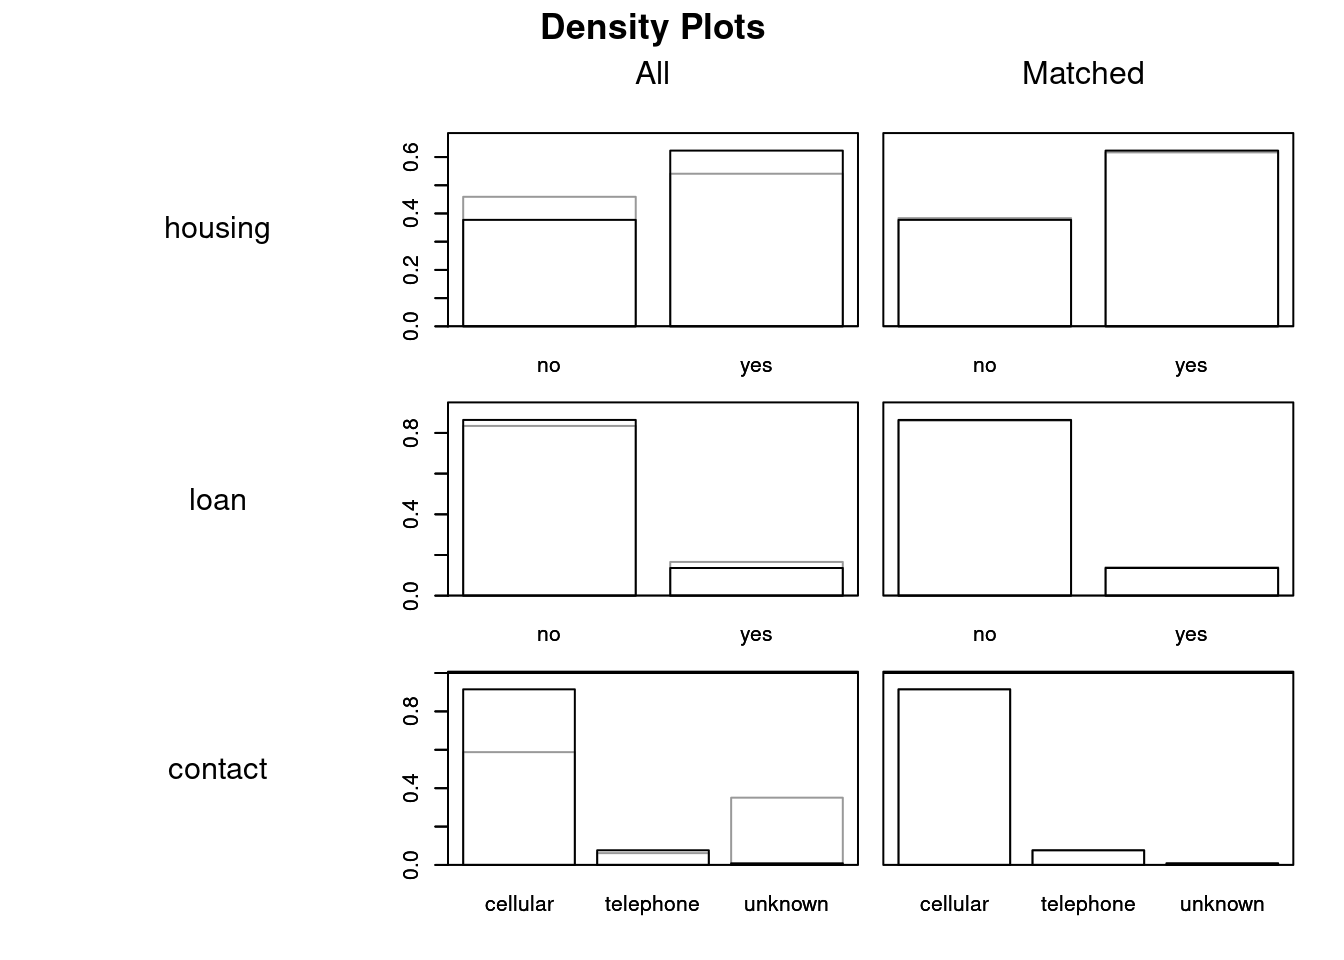 Density Plots
All Matched
housing
0.0 0.2 0.4 0.6
no yes no yes
loan
0.0 0.4 0.8
no yes no yes
contact
0.0 0.4 0.8
cellular telephone unknown cellular telephone unknown